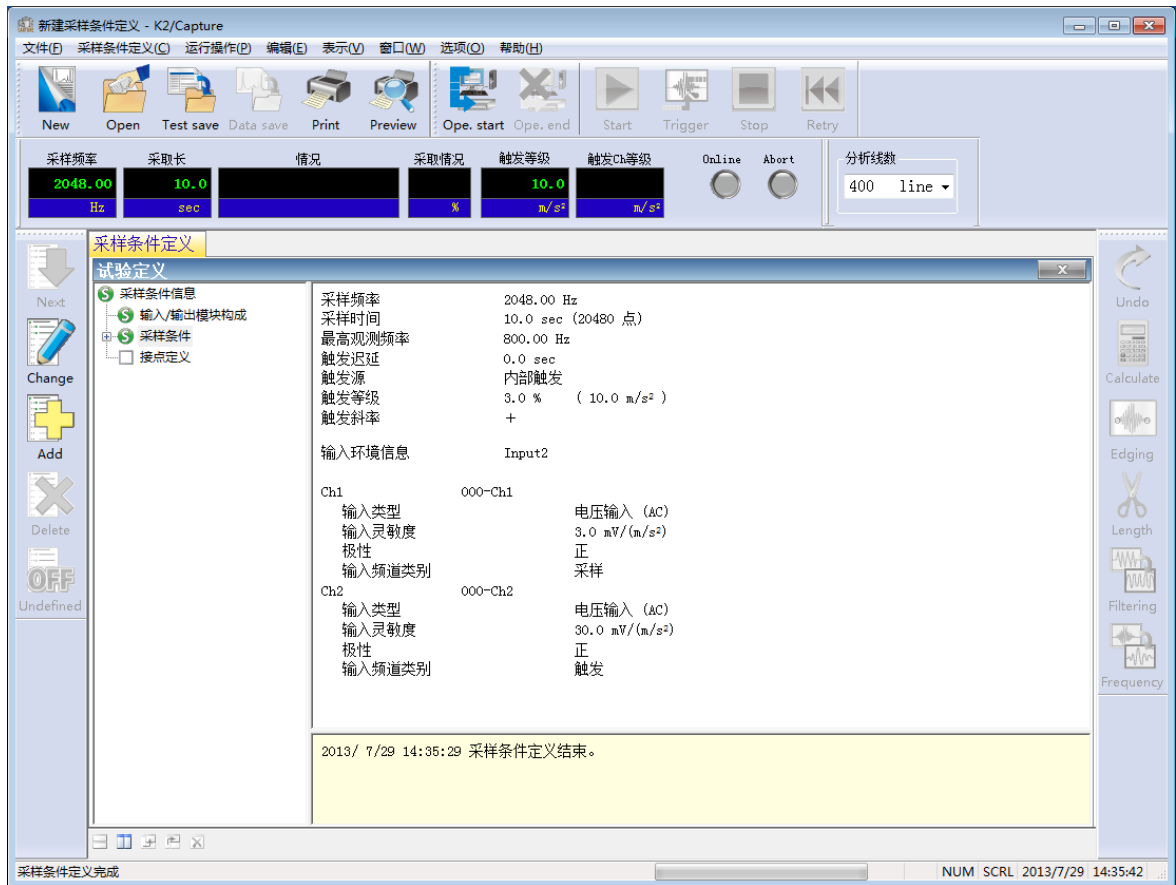 新建采样条件定义 - K2/Capture
文件(F) 采样条件定义(C) 运行操作(P) 编辑(E) 表示(V) 窗口(W) 选项(O) 帮助(H)
New Open Test save Data save Print Preview Ope. start Ope. end Start Trigger Stop Retry
采样频率 采取长 情况 采取情况 触发等级 触发Ch等级 Online Abort 分析线数
2048.00 10.0 10.0 400 line
Hz sec % m/s² m/s²
采样条件定义
试验定义 x
Next
Change
Add
Delete
OFF
Undefined
采样条件信息
输入/输出模块构成
采样条件
接点定义
采样频率 2048.00 Hz
采样时间 10.0 sec (20480 点)
最高观测频率 800.00 Hz
触发迟延 0.0 sec
触发源 内部触发
触发等级 3.0 % ( 10.0 m/s² )
触发斜率 +
输入环境信息 Input2
Ch1 000-Ch1
输入类型 电压输入 (AC)
输入灵敏度 3.0 mV/(m/s²)
极性 正
输入频道类别 采样
Ch2 000-Ch2
输入类型 电压输入 (AC)
输入灵敏度 30.0 mV/(m/s²)
极性 正
输入频道类别 触发
2013/ 7/29 14:35:29 采样条件定义结束。
Undo
Calculate
Edging
Length
Filtering
Frequency
采样条件定义完成 NUM SCRL 2013/7/29 14:35:42